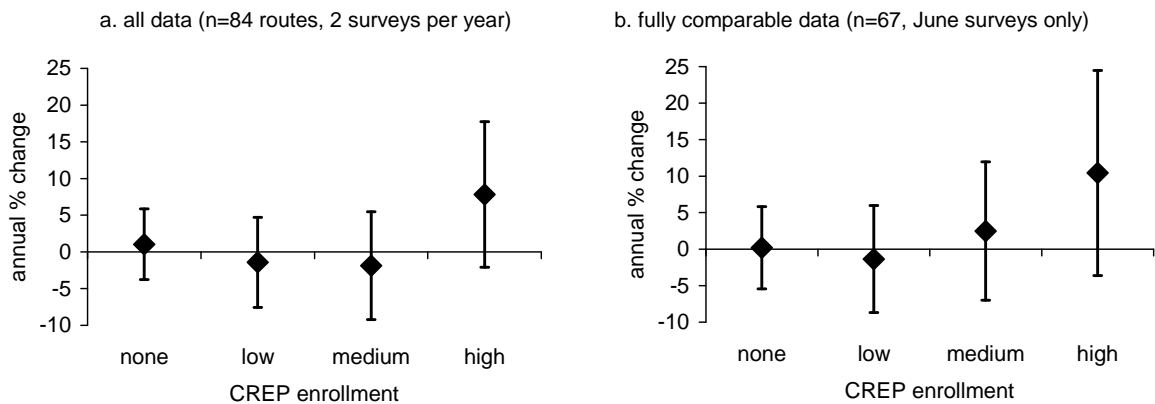 a. all data (n=84 routes, 2 surveys per year)
annual % change
25
20
15
10
5
0
-5
-10
none low medium high
CREP enrollment
b. fully comparable data (n=67, June surveys only)
annual % change
25
20
15
10
5
0
-5
-10
none low medium high
CREP enrollment